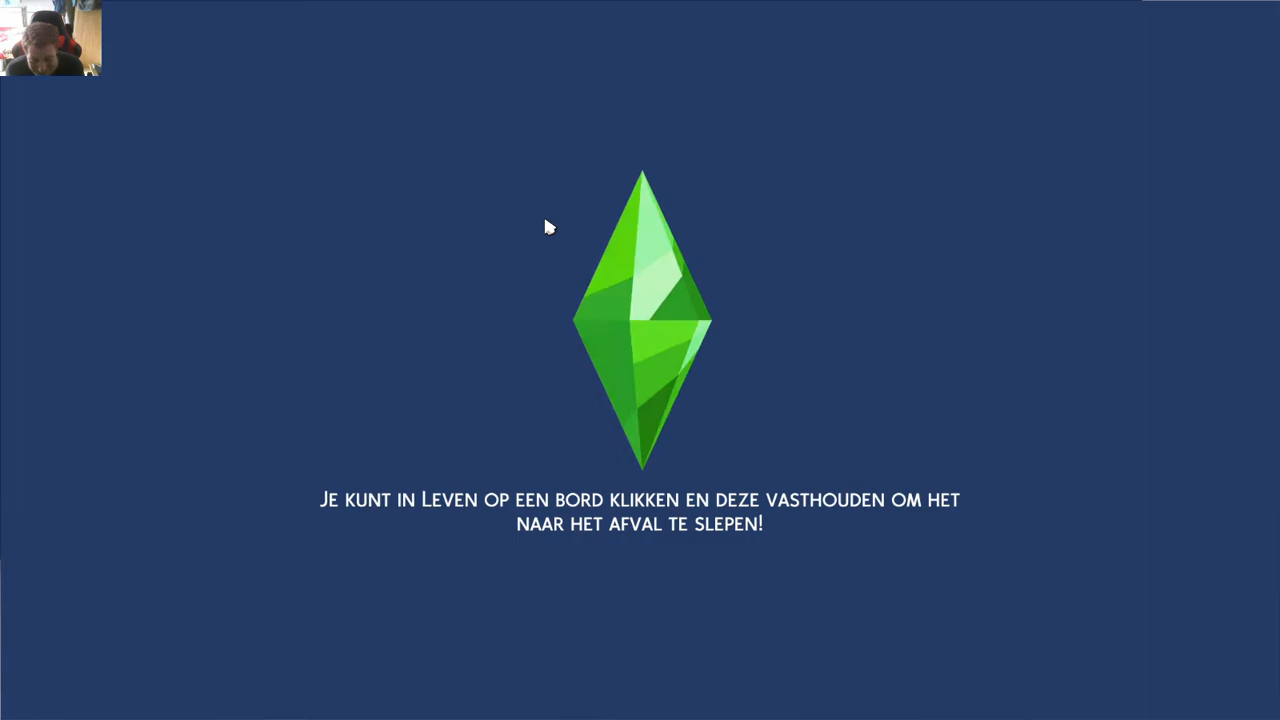 Je kunt in Leven op een bord klikken en deze vasthouden om het
naar het afval te slepen!